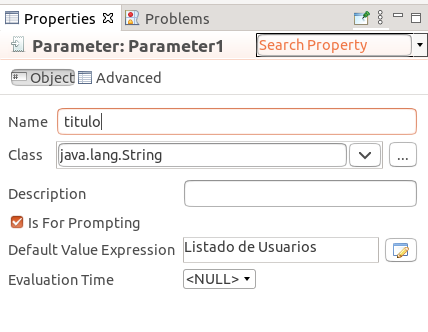 Properties Problems
Parameter: Parameter1 Search Property
Object Advanced
Name titulo
Class java.lang.String ...
Description
Is For Prompting
Default Value Expression Listado de Usuarios
Evaluation Time <NULL>